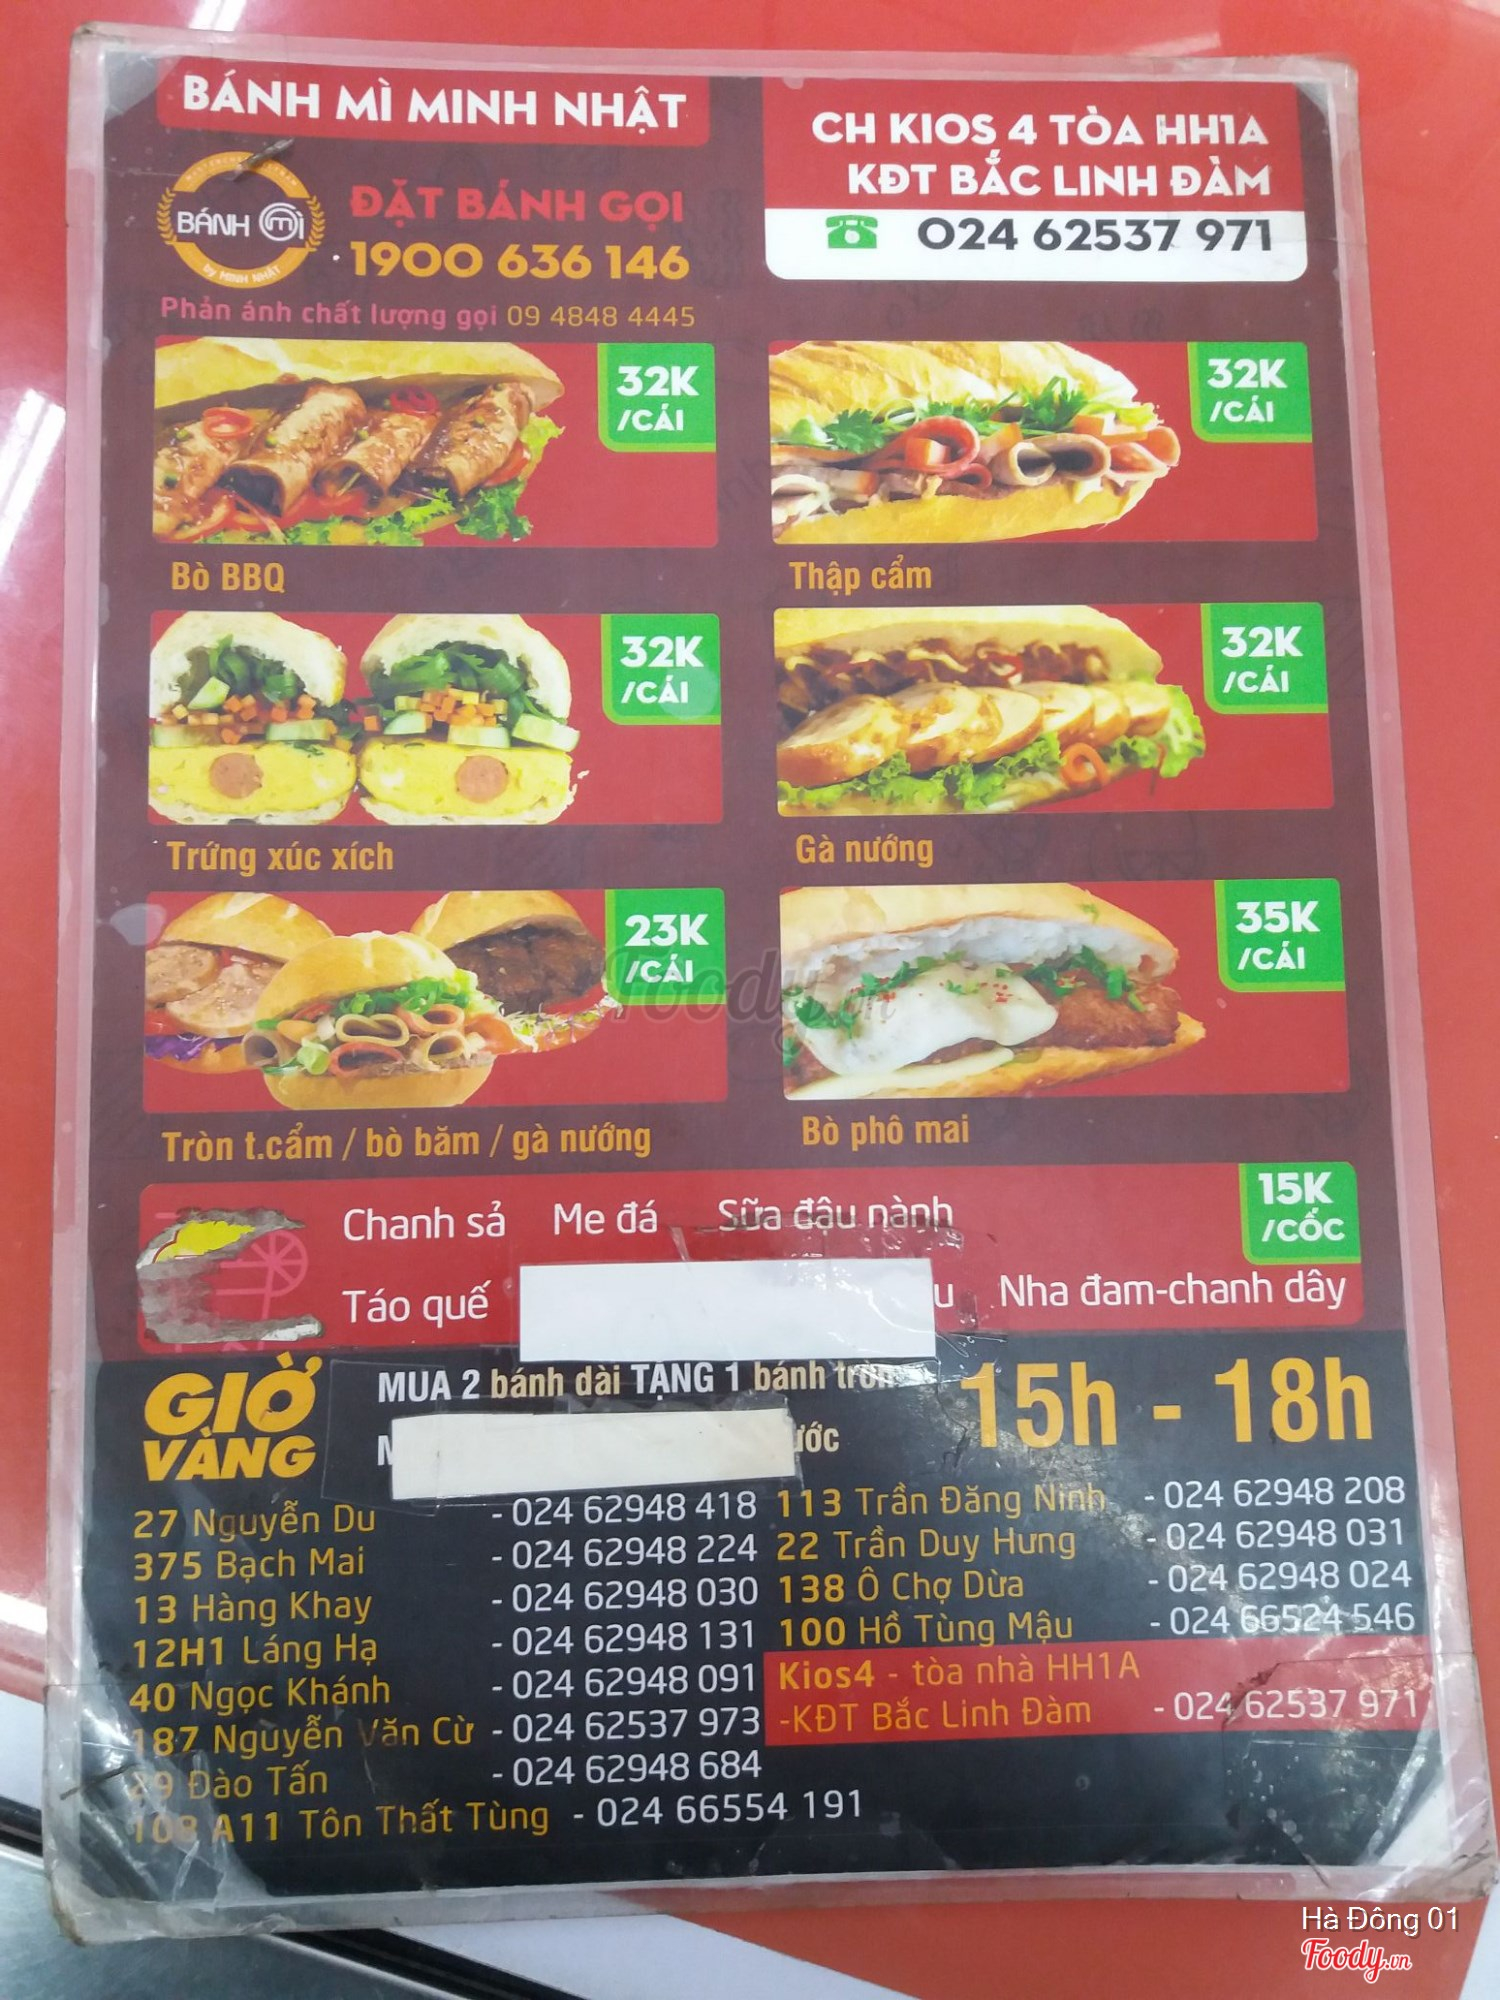 BÁNH MÌ MINH NHẬT
BÁNH mì
by MINH NHẬT
ĐẶT BÁNH GỌI
1900 636 146
Phản ánh chất lượng gọi 09 4848 4445
CH KIOS 4 TÒA HH1A
KĐT BẮC LINH ĐÀM
024 62537 971
32K
/CÁI
Bò BBQ
32K
/CÁI
Thập cẩm
32K
/CÁI
Trứng xúc xích
32K
/CÁI
Gà nướng
23K
/CÁI
Tròn t.cẩm / bò băm / gà nướng
35K
/CÁI
Bò phô mai
Foody.vn
Chanh sả Me đá Sữa đậu nành
15K
/CỐC
Táo quế Nha đam-chanh dây
GIỜ
VÀNG
MUA 2 bánh dài TẶNG 1 bánh tròn
15h - 18h
27 Nguyễn Du - 024 62948 418
375 Bạch Mai - 024 62948 224
13 Hàng Khay - 024 62948 030
12H1 Láng Hạ - 024 62948 131
40 Ngọc Khánh - 024 62948 091
187 Nguyễn Văn Cừ - 024 62537 973
29 Đào Tấn - 024 62948 684
108 A11 Tôn Thất Tùng - 024 66554 191
113 Trần Đăng Ninh - 024 62948 208
22 Trần Duy Hưng - 024 62948 031
138 Ô Chợ Dừa - 024 62948 024
100 Hồ Tùng Mậu - 024 66524 546
Kios4 - tòa nhà HH1A
-KĐT Bắc Linh Đàm - 024 62537 971
Hà Đông 01
Foody.vn